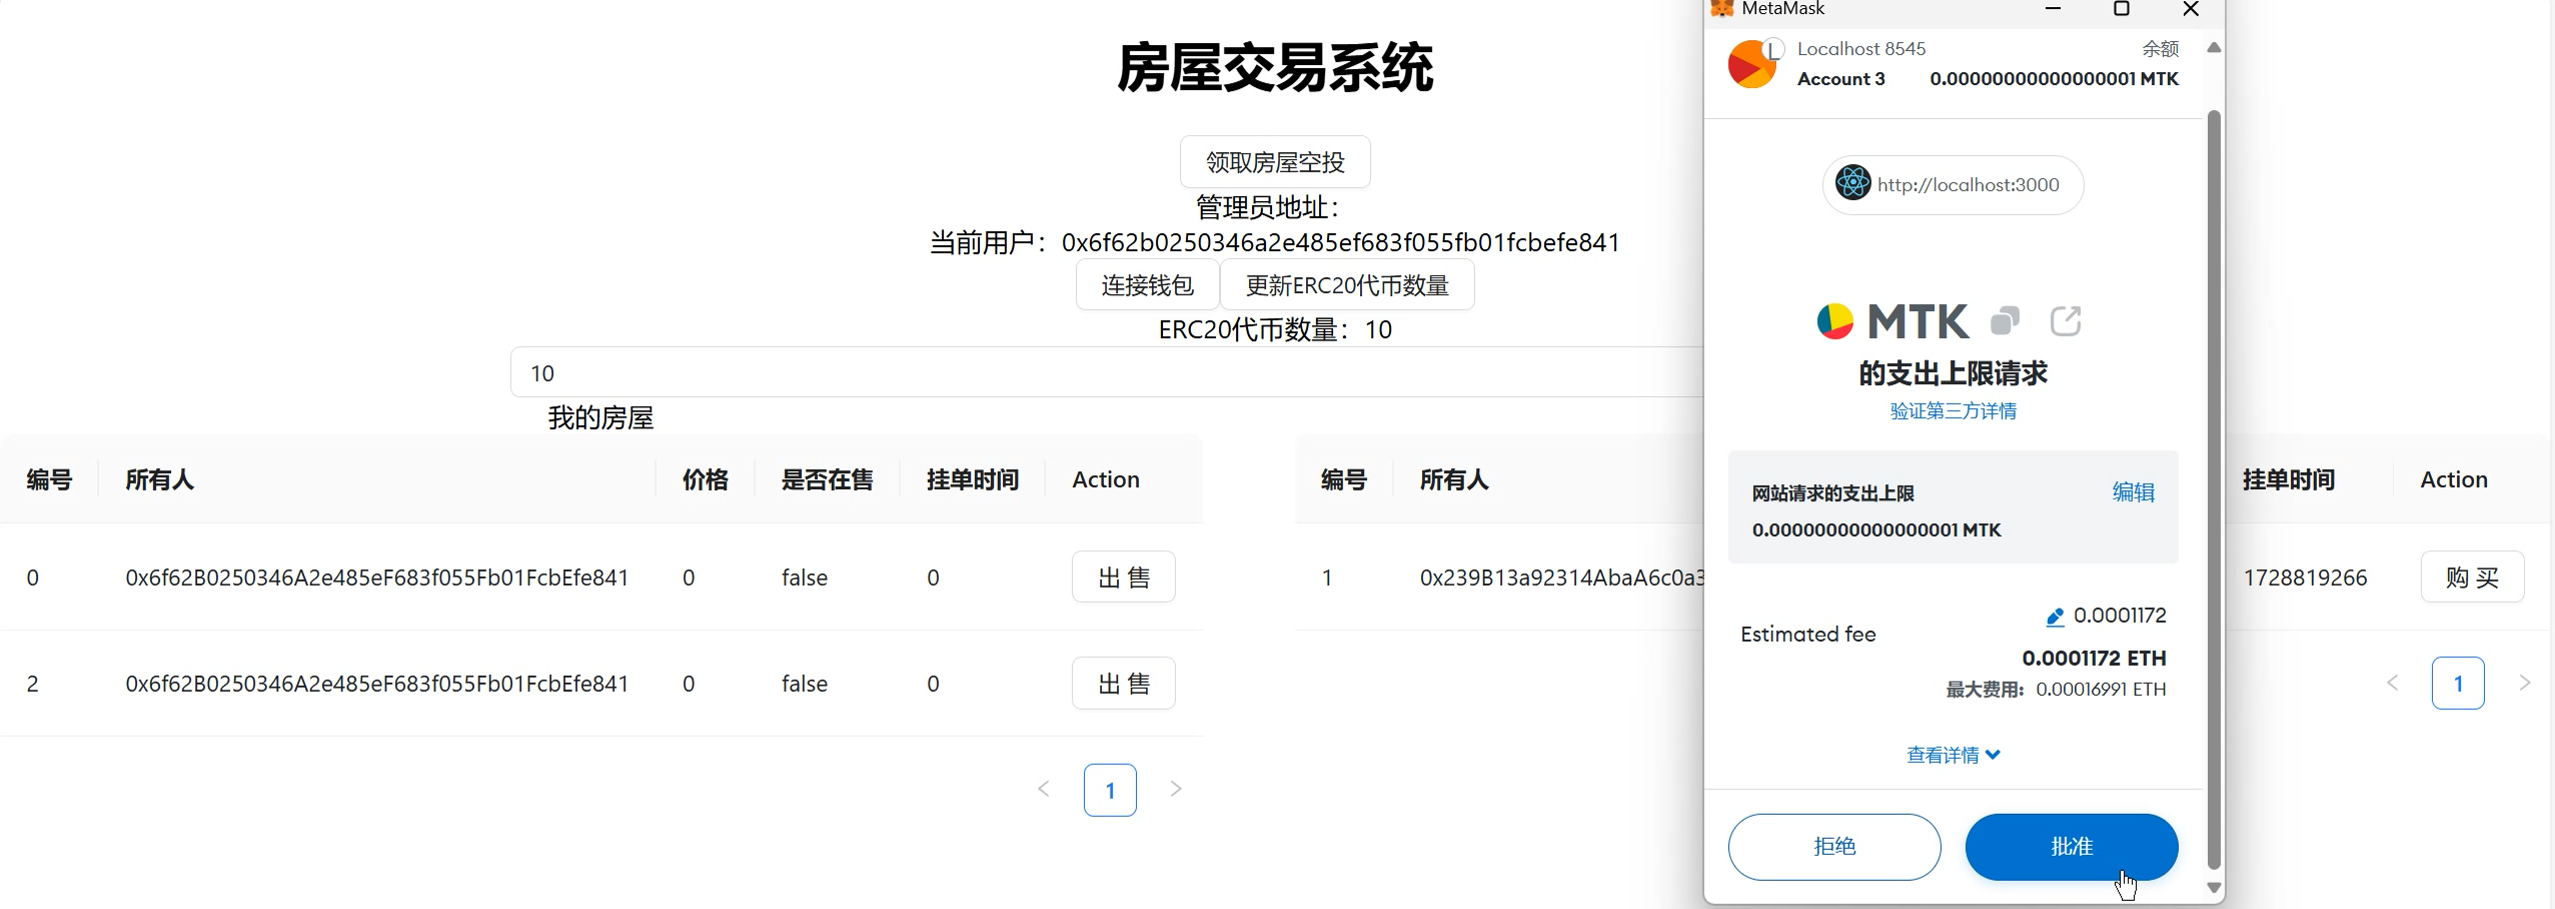 房屋交易系统
领取房屋空投
管理员地址：
当前用户：0x6f62b0250346a2e485ef683f055fb01fcbefe841
连接钱包 更新ERC20代币数量
ERC20代币数量：10
10
我的房屋
编号 所有人 价格 是否在售 挂单时间 Action
0 0x6f62B0250346A2e485eF683f055Fb01FcbEfe841 0 false 0 出 售
2 0x6f62B0250346A2e485eF683f055Fb01FcbEfe841 0 false 0 出 售
1
编号 所有人 挂单时间 Action
1 0x239B13a92314AbaA6c0a3 1728819266 购 买
1
MetaMask
L Localhost 8545 余额
Account 3 0.00000000000000001 MTK
http://localhost:3000
MTK
的支出上限请求
验证第三方详情
网站请求的支出上限 编辑
0.00000000000000001 MTK
0.0001172
Estimated fee
0.0001172 ETH
最大费用: 0.00016991 ETH
查看详情
拒绝 批准